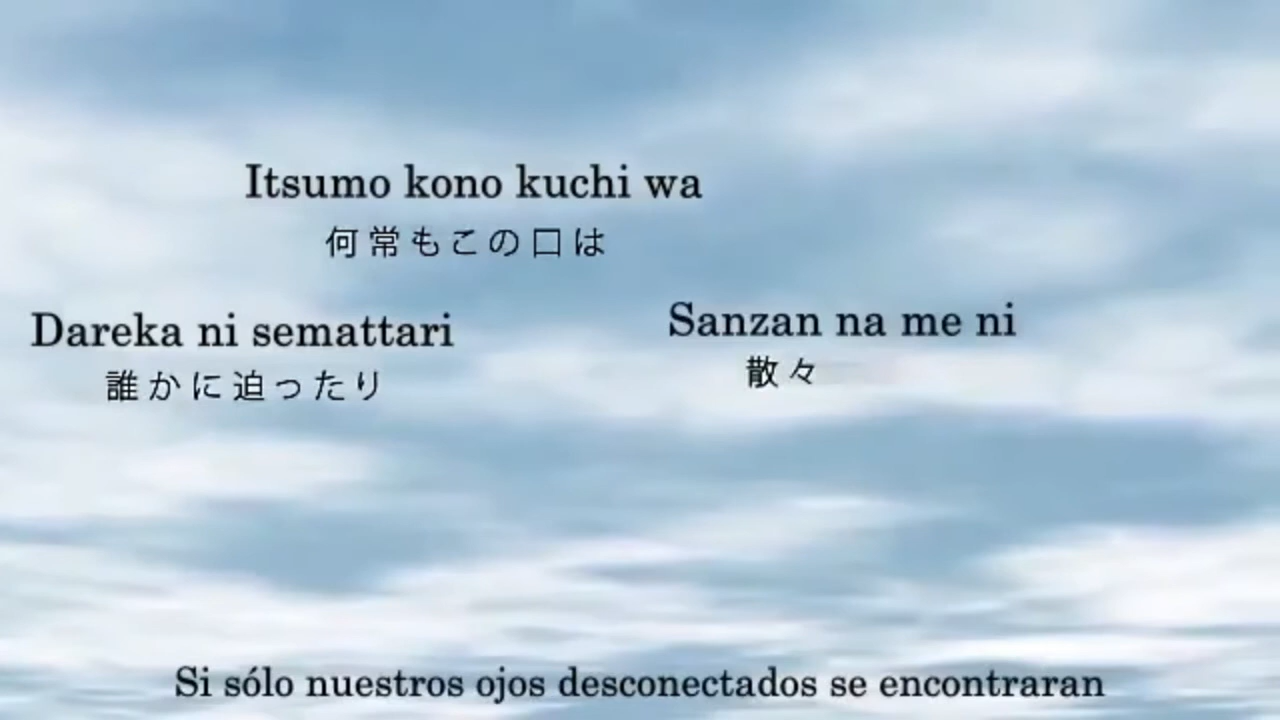 Itsumo kono kuchi wa
何常もこの口は
Dareka ni semattari
誰かに迫ったり
Sanzan na me ni
散々
Si sólo nuestros ojos desconectados se encontraran